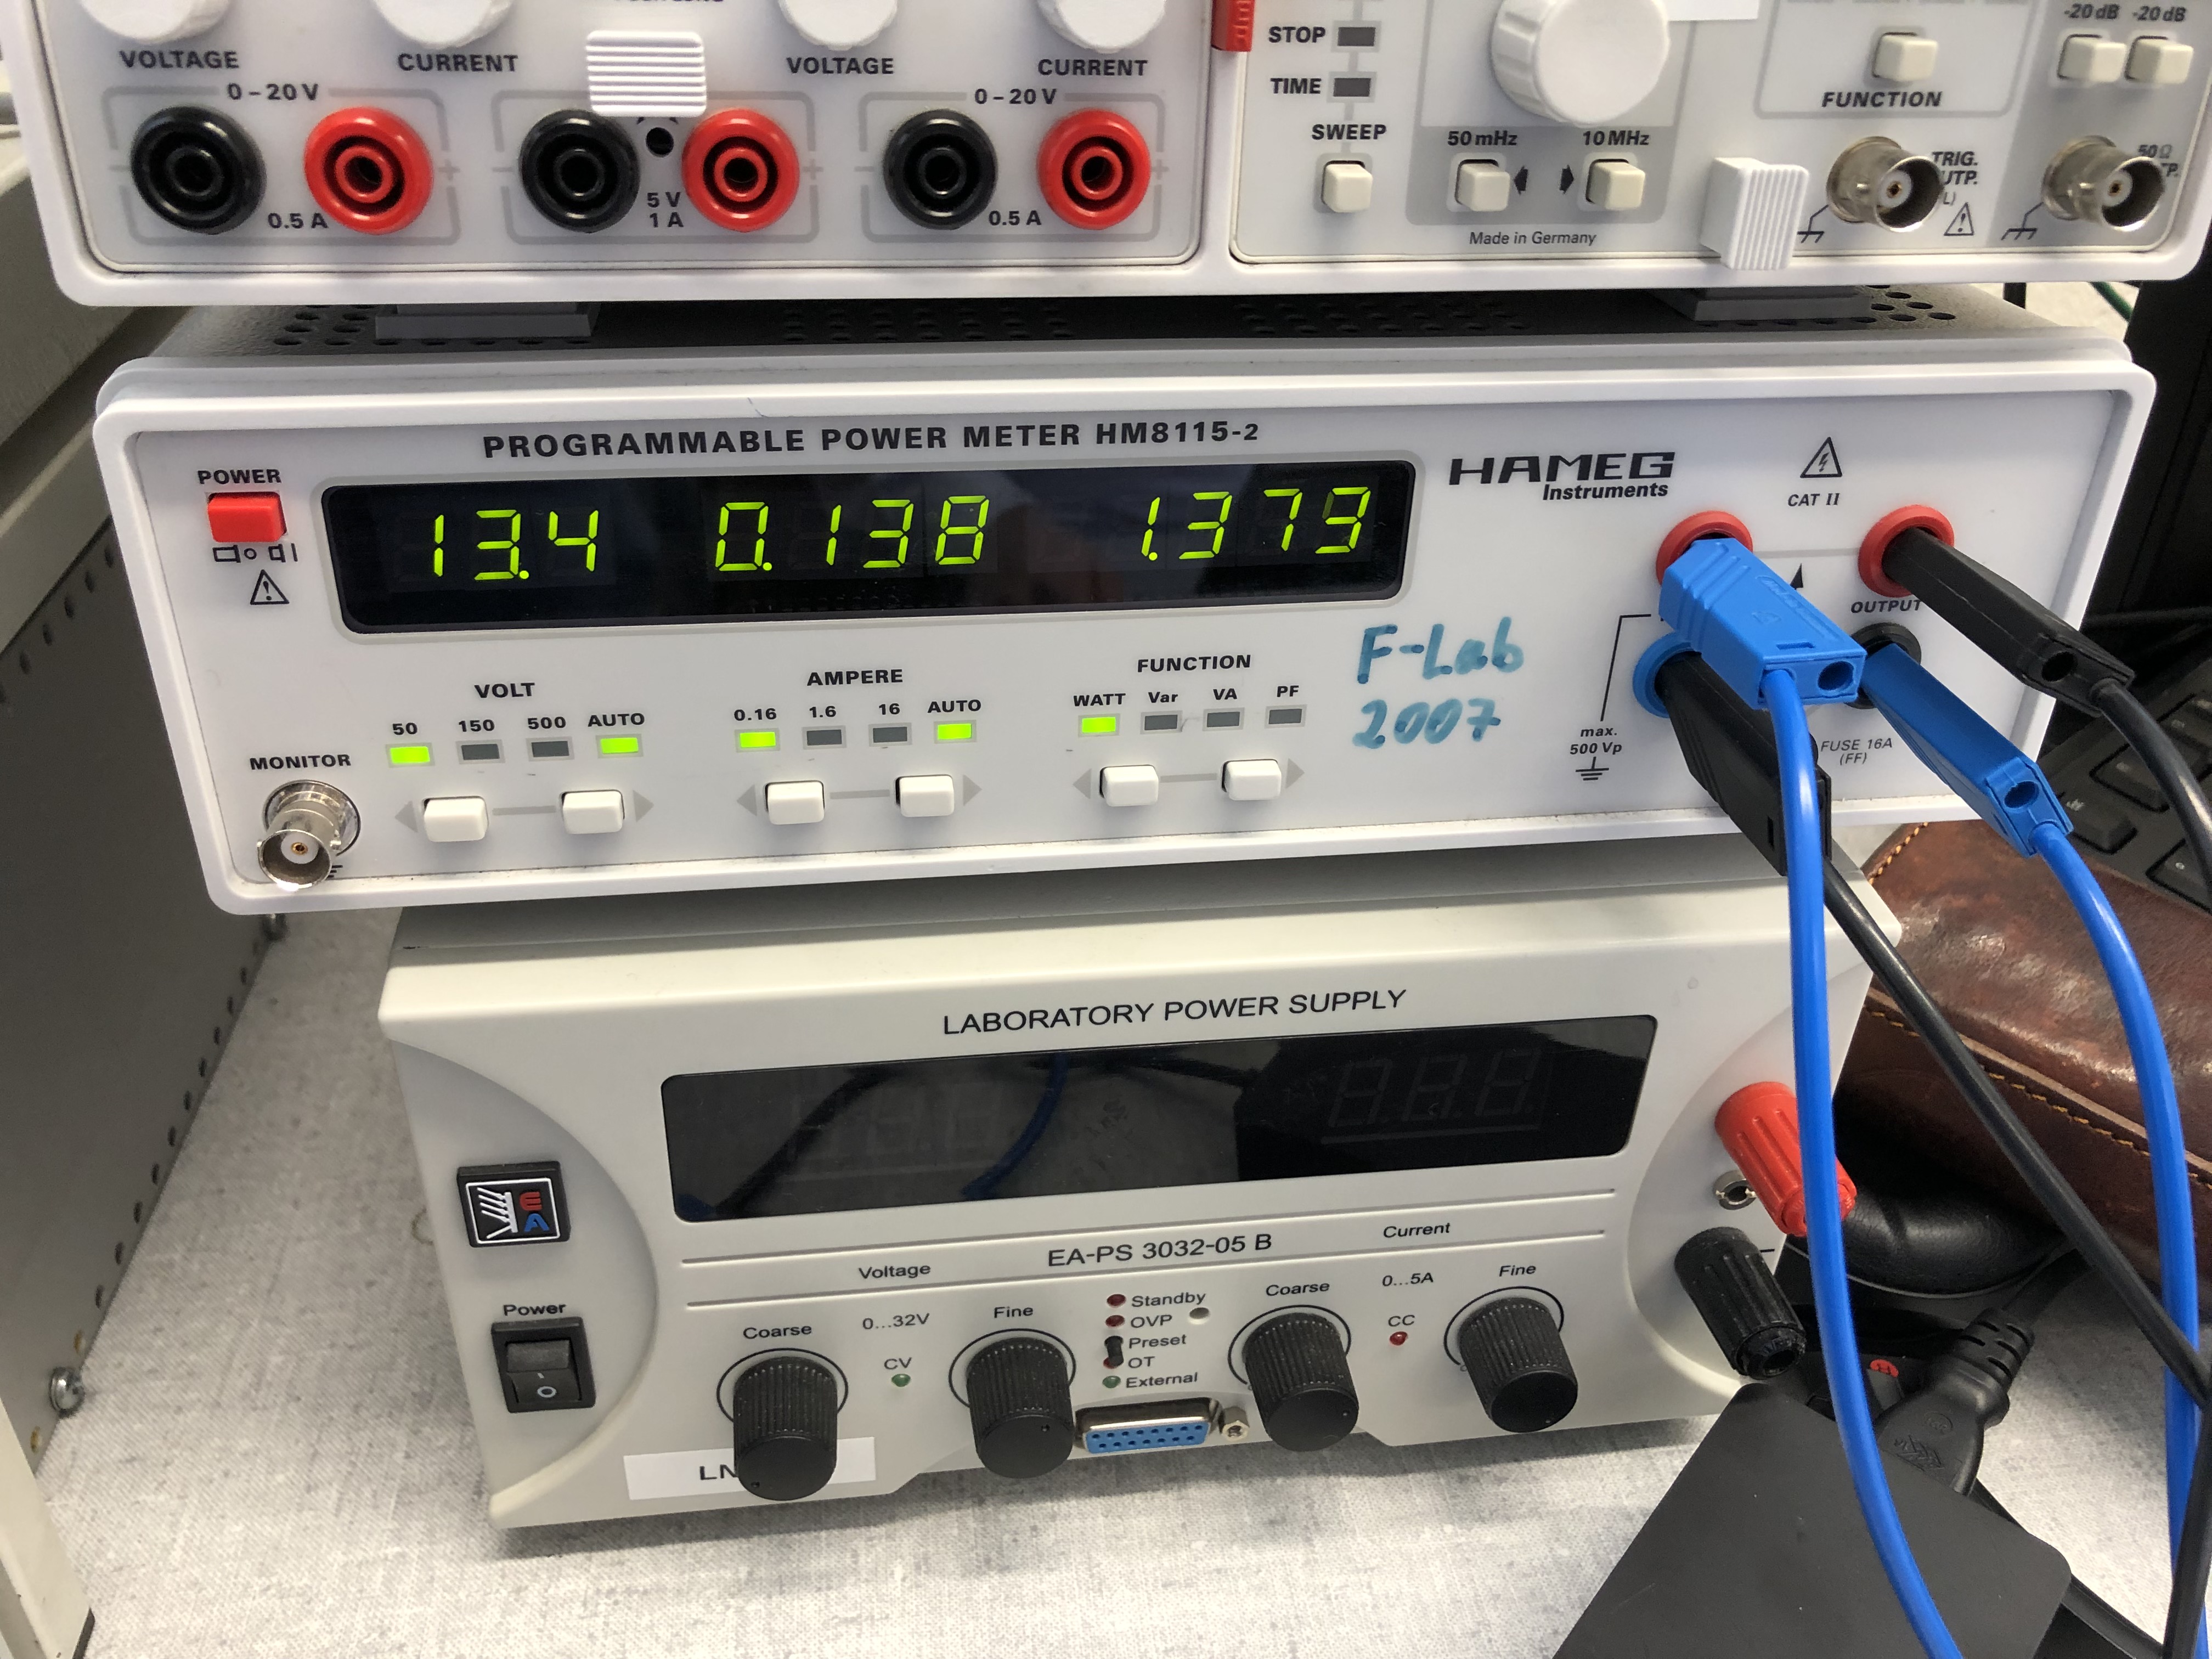 VOLTAGE
CURRENT
VOLTAGE
CURRENT
0-20 V
0-20 V
0.5 A
5 V
1 A
0.5 A
STOP
TIME
SWEEP
50 mHz
10 MHz
Made in Germany
FUNCTION
-20 dB
-20 dB
TRIG.
50Ω
PROGRAMMABLE POWER METER HM8115-2
POWER
13.4 0.138 1.379
HAMEG
Instruments
CAT II
OUTPUT
F-Lab
2007
VOLT
50 150 500 AUTO
AMPERE
0.16 1.6 16 AUTO
FUNCTION
WATT Var VA PF
MONITOR
max.
500 Vp
FUSE 16A
(FF)
LABORATORY POWER SUPPLY
EA
EA-PS 3032-05 B
Power
Voltage
Coarse
0...32V
Fine
CV
Standby
OVP
Preset
OT
External
Current
Coarse
0...5A
Fine
CC